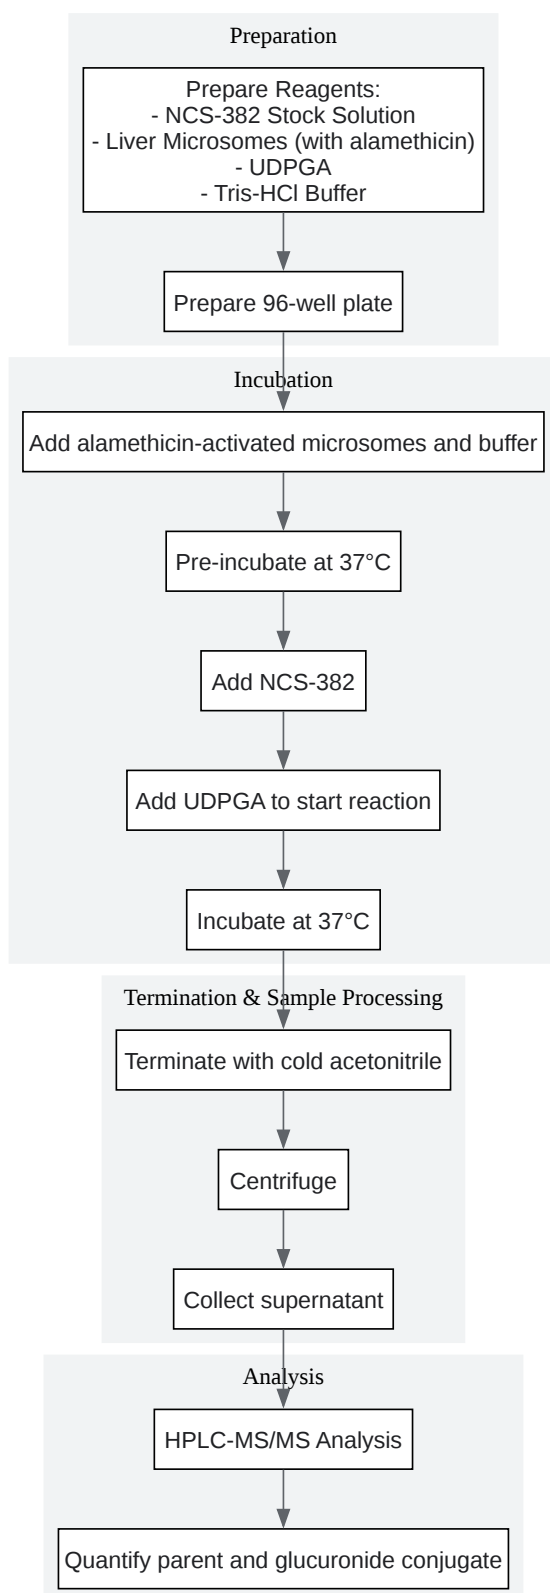 Preparation
Prepare Reagents:
- NCS-382 Stock Solution
- Liver Microsomes (with alamethicin)
- UDPGA
- Tris-HCl Buffer
Prepare 96-well plate
Incubation
Add alamethicin-activated microsomes and buffer
Pre-incubate at 37°C
Add NCS-382
Add UDPGA to start reaction
Incubate at 37°C
Termination & Sample Processing
Terminate with cold acetonitrile
Centrifuge
Collect supernatant
Analysis
HPLC-MS/MS Analysis
Quantify parent and glucuronide conjugate